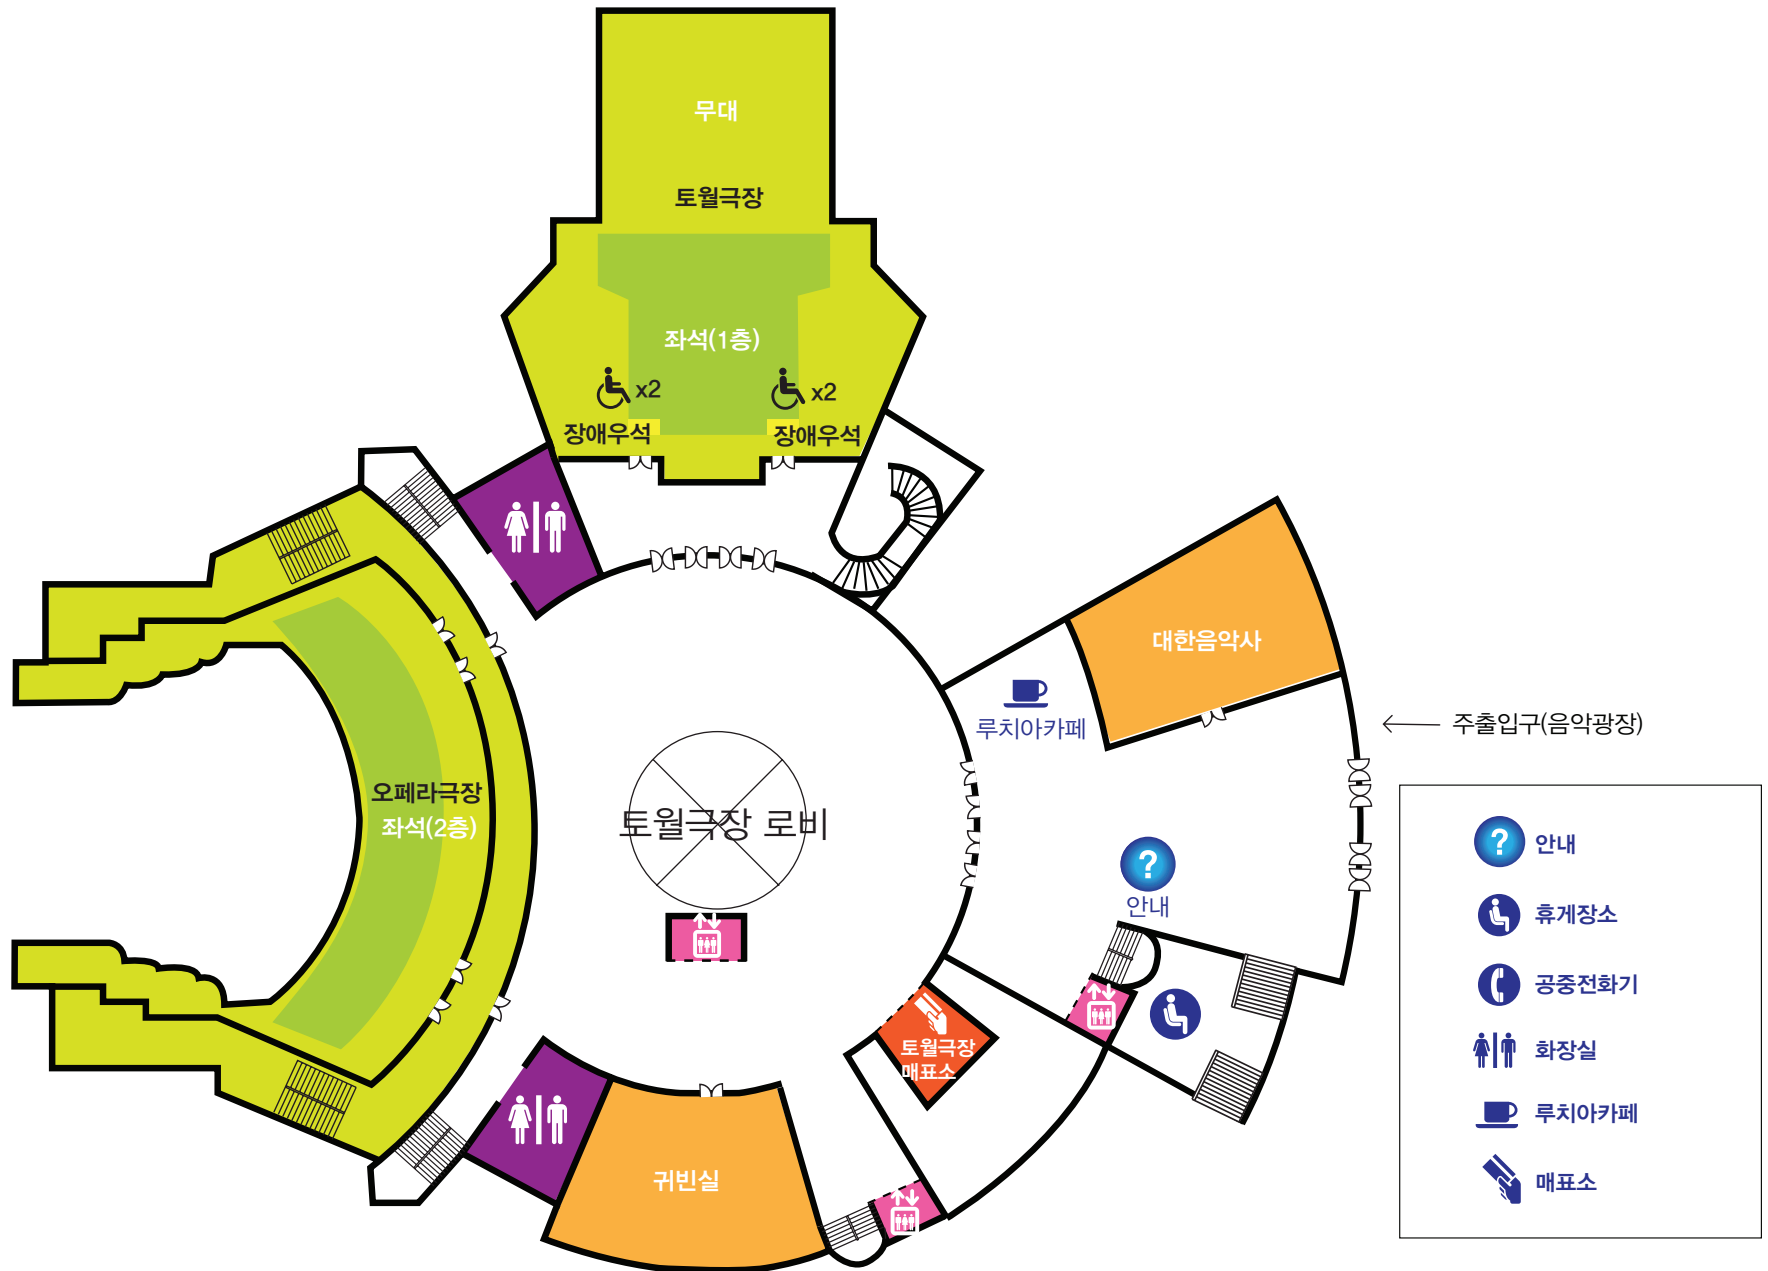 무대
토월극장
좌석(1층)
x2
x2
장애우석
장애우석
대한음악사
루치아카페
주출입구(음악광장)
오페라극장
좌석(2층)
토월극장 로비
?
안내
토월극장
매표소
귀빈실
?
안내
휴게장소
공중전화기
화장실
루치아카페
매표소